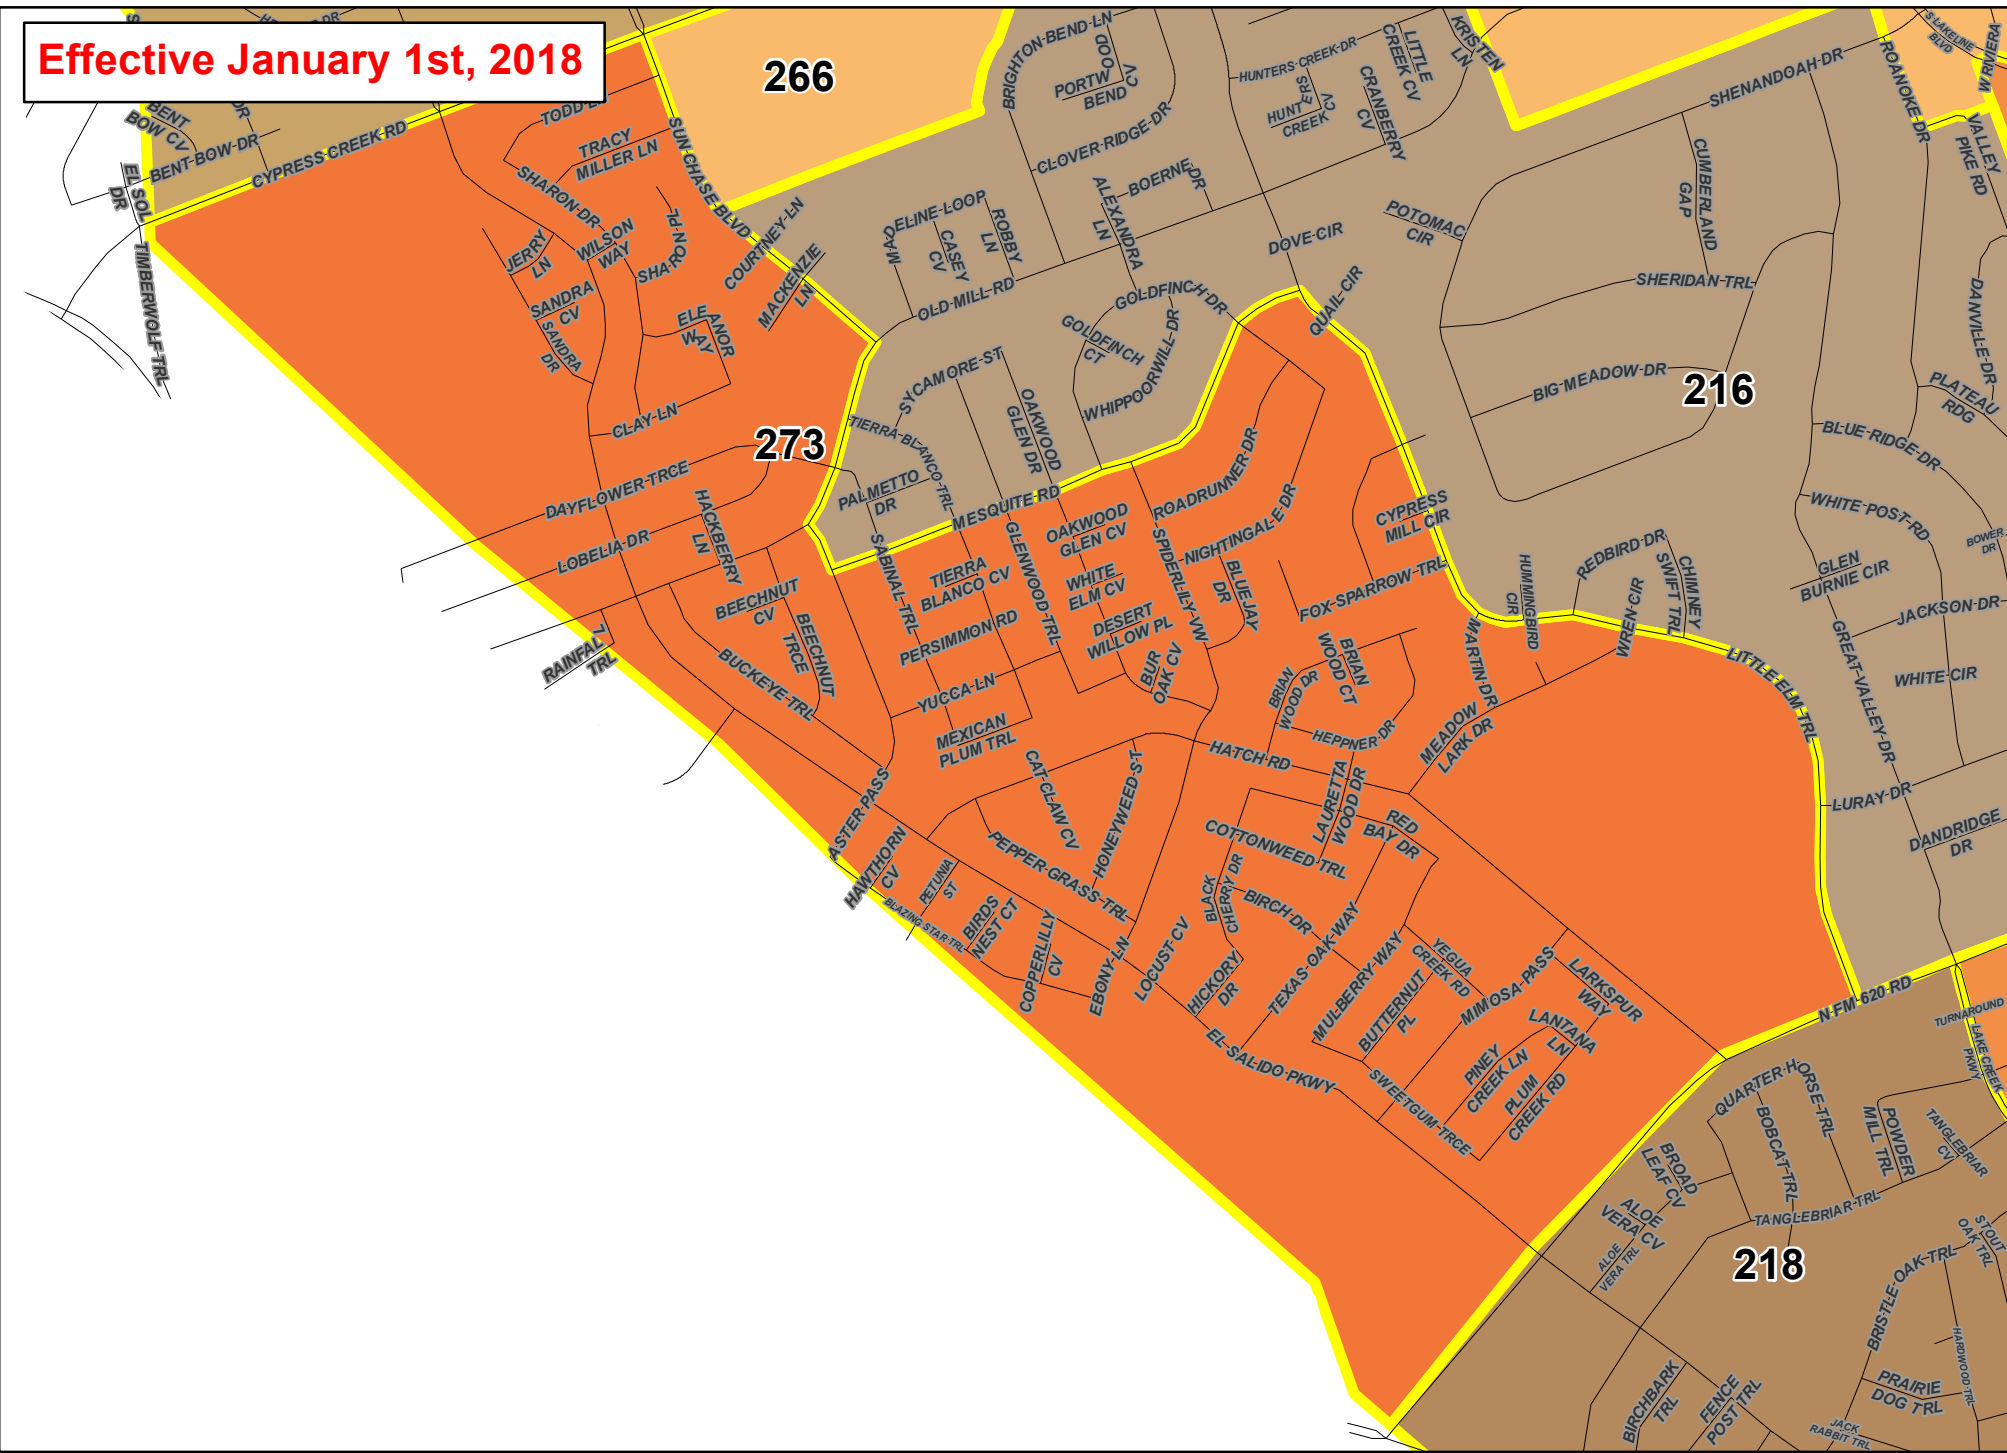 Effective January 1st, 2018
266
273
216
218
BENT
BOW CV
BENT BOW DR
CYPRESS CREEK RD
EL SOL
DR
TIMBERWOLF TRL
TRACY
MILLER LN
SHARON DR
SHARON PL
JERRY
LN
WILSON
WAY
SANDRA
CV
SANDRA
DR
ELEANOR
WAY
CLAY LN
SUN CHASE BLVD
COURTNEY LN
MACKENZIE
LN
MADELINE LOOP
CASEY
CV
ROBBY
LN
OLD MILL RD
BRIGHTON BEND LN
PORTWOOD
BEND CV
CLOVER RIDGE DR
ALEXANDRA
LN
BOERNE DR
HUNTERS CREEK DR
HUNTERS
CREEK CV
LITTLE
CREEK CV
CRANBERRY
CV
KRISTEN
LN
SHENANDOAH DR
ROANOKE DR
S LAKELINE
BLVD
W RIVIERA
VALLEY
PIKE RD
CUMBERLAND
GAP
POTOMAC
CIR
DOVE CIR
QUAIL CIR
SHERIDAN TRL
BIG MEADOW DR
DANVILLE DR
PLATEAU
RDG
BLUE RIDGE DR
WHITE POST RD
BOWER
DR
GLEN
BURNIE CIR
JACKSON DR
WHITE CIR
GREAT VALLEY DR
LURAY DR
DANDRIDGE
DR
GOLDFINCH DR
GOLDFINCH
CT
WHIPPOORWILL DR
SYCAMORE ST
OAKWOOD
GLEN DR
TIERRA BLANCO TRL
PALMETTO
DR
MESQUITE RD
DAYFLOWER TRCE
LOBELIA DR
HACKBERRY
LN
BEECHNUT
CV
BEECHNUT
TRCE
BUCKEYE TRL
RAINFALL
TRL
SABINAL TRL
TIERRA
BLANCO CV
PERSIMMON RD
GLENWOOD TRL
OAKWOOD
GLEN CV
WHITE
ELM CV
DESERT
WILLOW PL
BUR
OAK CV
SPIDERLILY VW
ROADRUNNER DR
NIGHTINGALE DR
BLUEJAY
DR
CYPRESS
MILL CIR
FOX SPARROW TRL
MARTIN DR
HUMMINGBIRD
CIR
REDBIRD DR
CHIMNEY
SWIFT TRL
WREN CIR
LITTLE ELM TRL
MEADOW
LARK DR
BRIAN
WOOD DR
BRIAN
WOOD CT
HEPPNER DR
HATCH RD
LAURETTA
WOOD DR
YUCCA LN
MEXICAN
PLUM TRL
CAT CLAW CV
HONEYWEED ST
PEPPER GRASS TRL
ASTER PASS
HAWTHORN
CV
PETUNIA
ST
BLAZING STAR TRL
BIRDS
NEST CT
COPPERLILLY
CV
EBONY LN
LOCUST CV
HICKORY
DR
COTTONWEED TRL
BLACK
CHERRY DR
BIRCH DR
RED
BAY DR
TEXAS OAK WAY
MULBERRY WAY
BUTTERNUT
PL
YEGUA
CREEK RD
MIMOSA PASS
LARKSPUR
WAY
LANTANA
LN
PINEY
CREEK LN
PLUM
CREEK RD
SWEETGUM TRCE
EL SALIDO PKWY
N FM 620 RD
TURNAROUND
LAKE CREEK
PKWY
QUARTER HORSE TRL
BOBCAT TRL
POWDER
MILL TRL
TANGLEBRIAR
CV
TANGLEBRIAR TRL
BROAD
LEAF CV
ALOE
VERA CV
ALOE
VERA TRL
STOUT
OAK TRL
BRISTLE OAK TRL
HARDWOOD TRL
PRAIRIE
DOG TRL
JACK
RABBIT TRL
FENCE
POST TRL
BIRCHBARK
TRL